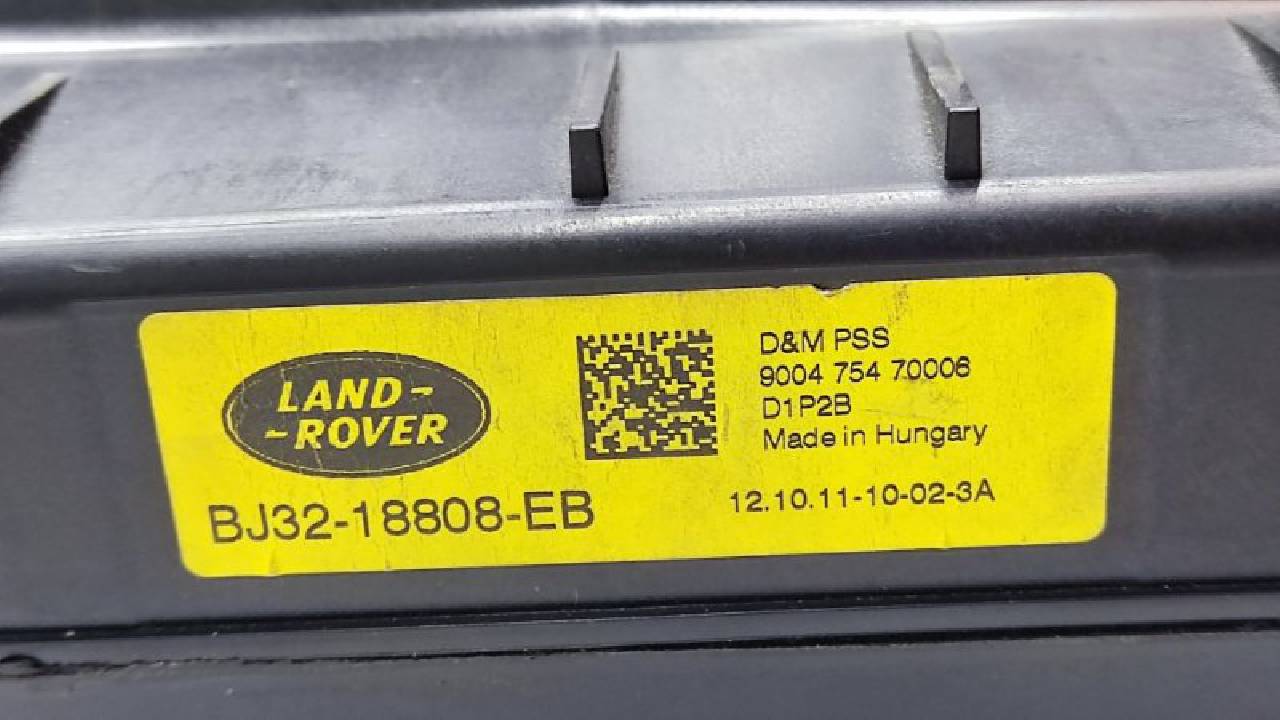 LAND-
-ROVER
BJ32-18808-EB
D&M PSS
9004 754 70006
D1P2B
Made in Hungary
12.10.11-10-02-3A